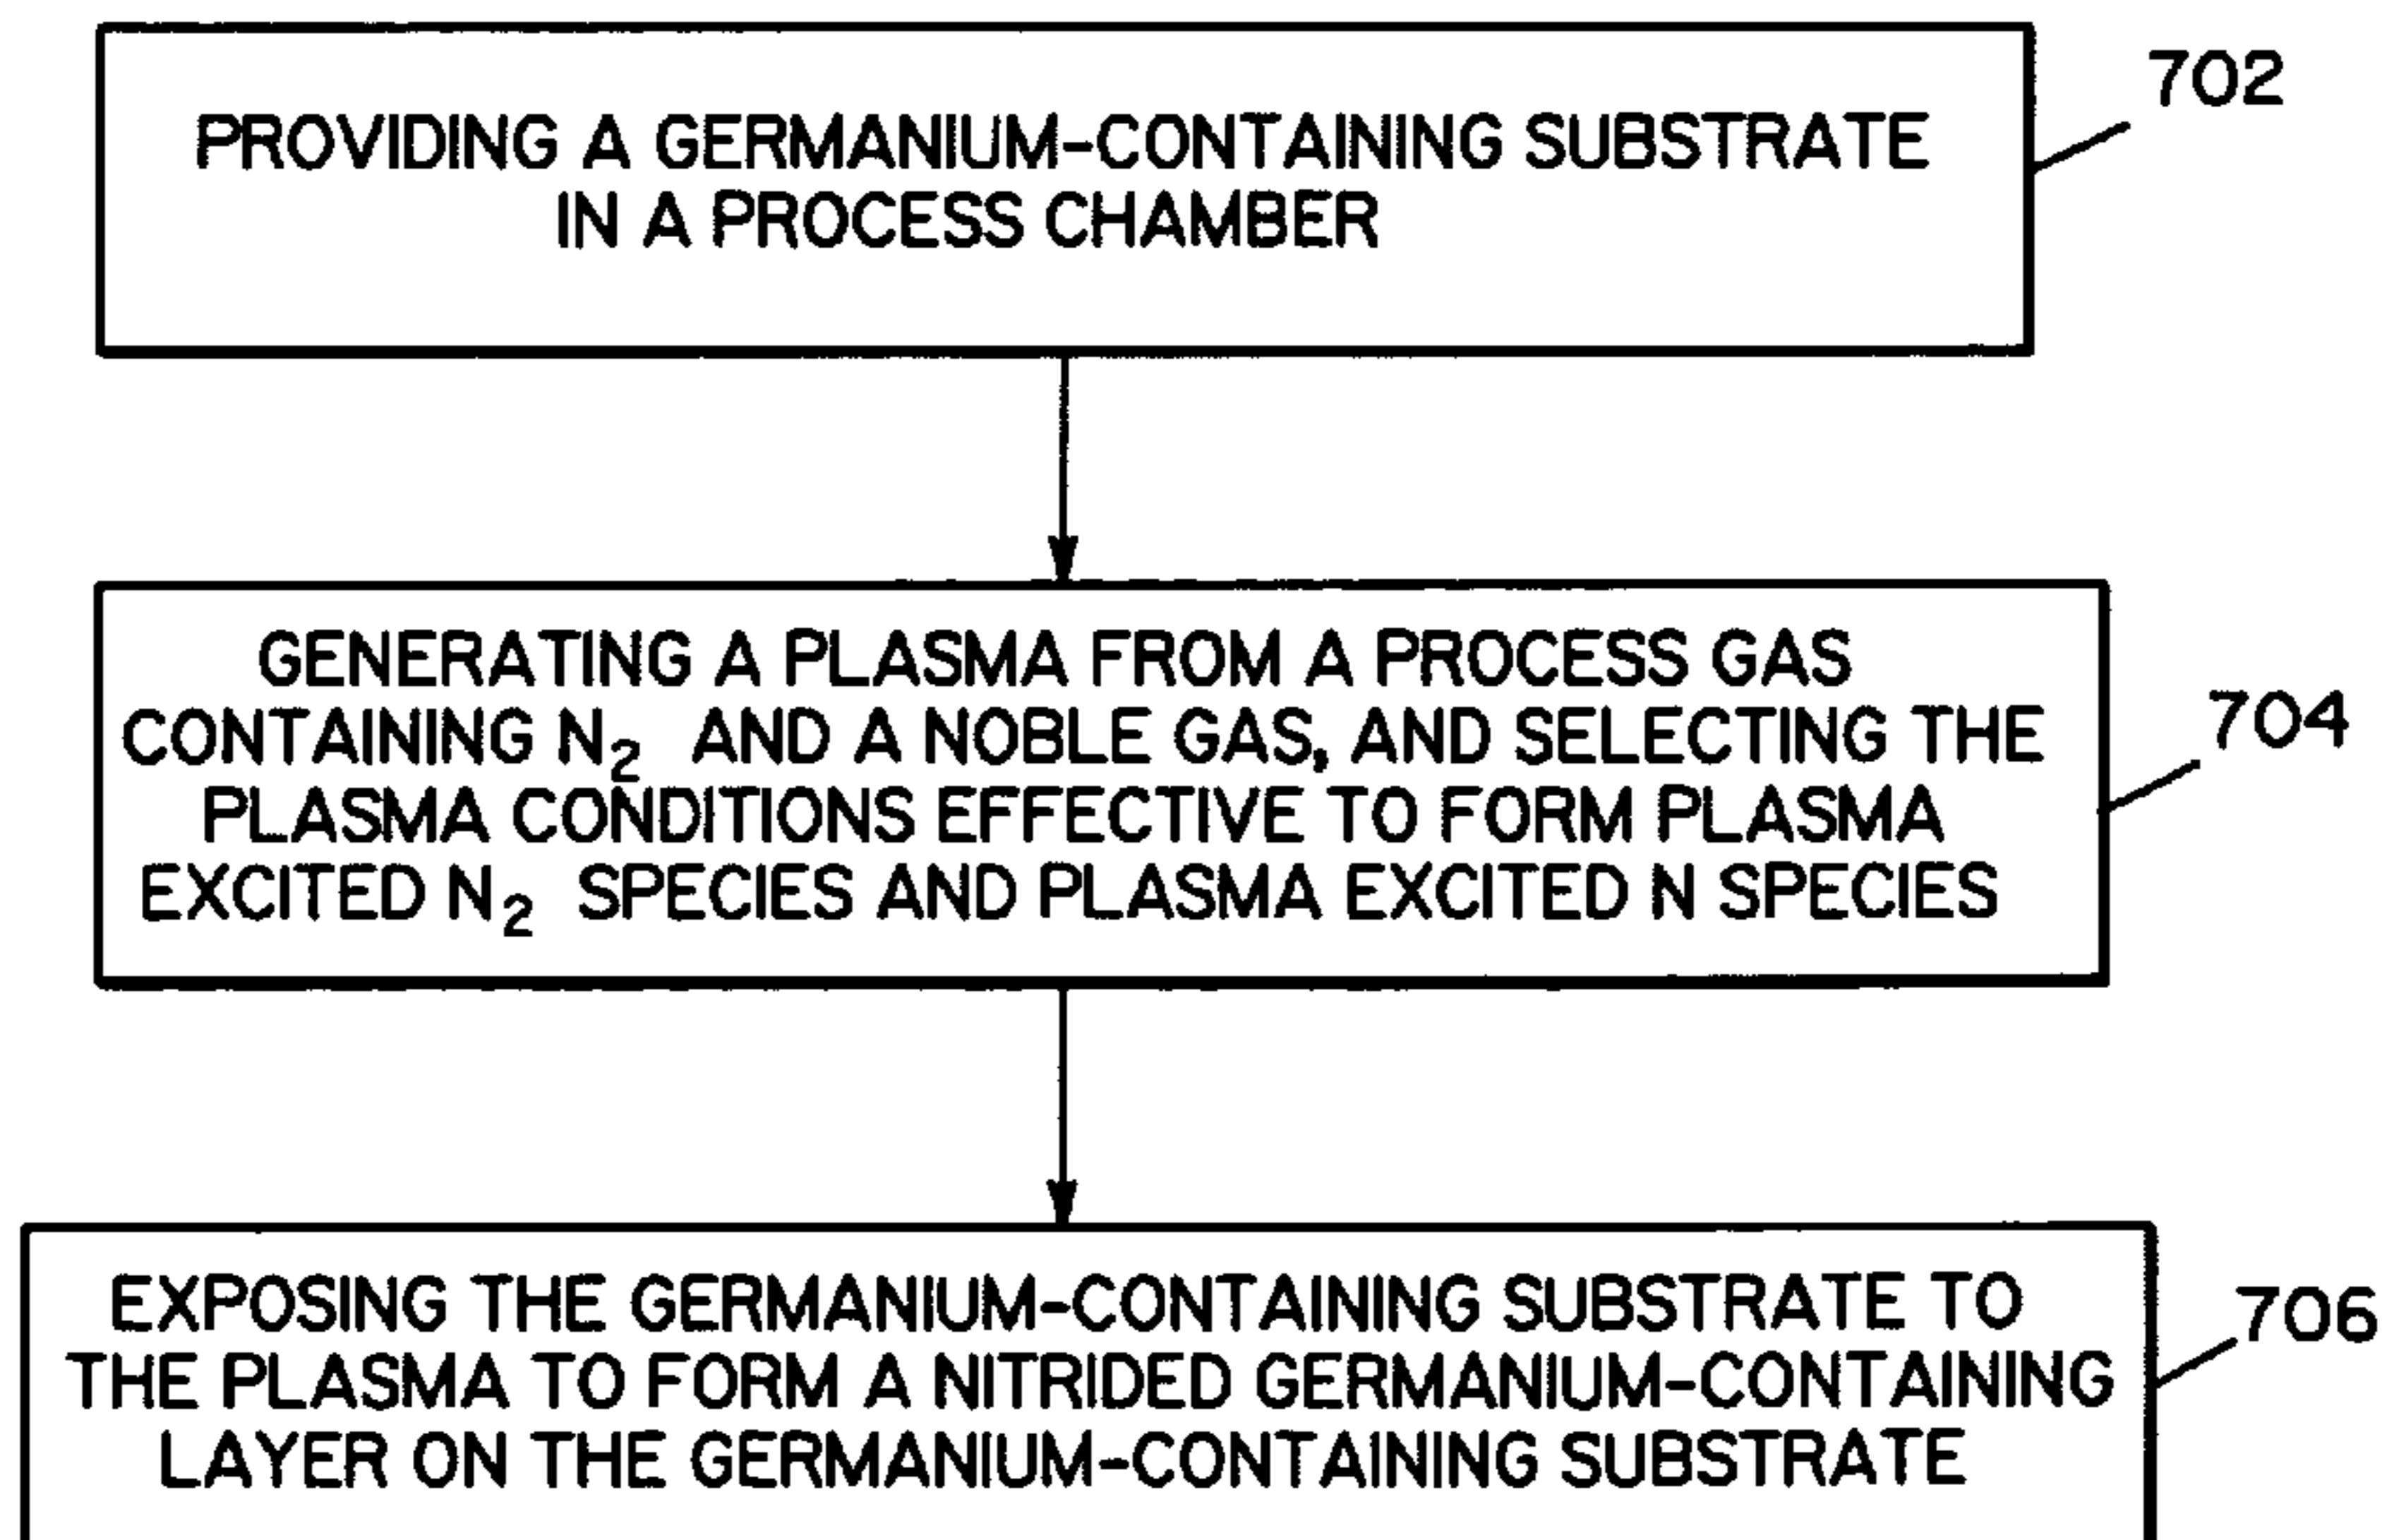 702
PROVIDING A GERMANIUM-CONTAINING SUBSTRATE
IN A PROCESS CHAMBER
GENERATING A PLASMA FROM A PROCESS GAS
CONTAINING N₂ AND A NOBLE GAS, AND SELECTING THE
PLASMA CONDITIONS EFFECTIVE TO FORM PLASMA
EXCITED N₂ SPECIES AND PLASMA EXCITED N SPECIES
704
EXPOSING THE GERMANIUM-CONTAINING SUBSTRATE TO
THE PLASMA TO FORM A NITRIDED GERMANIUM-CONTAINING
LAYER ON THE GERMANIUM-CONTAINING SUBSTRATE
706